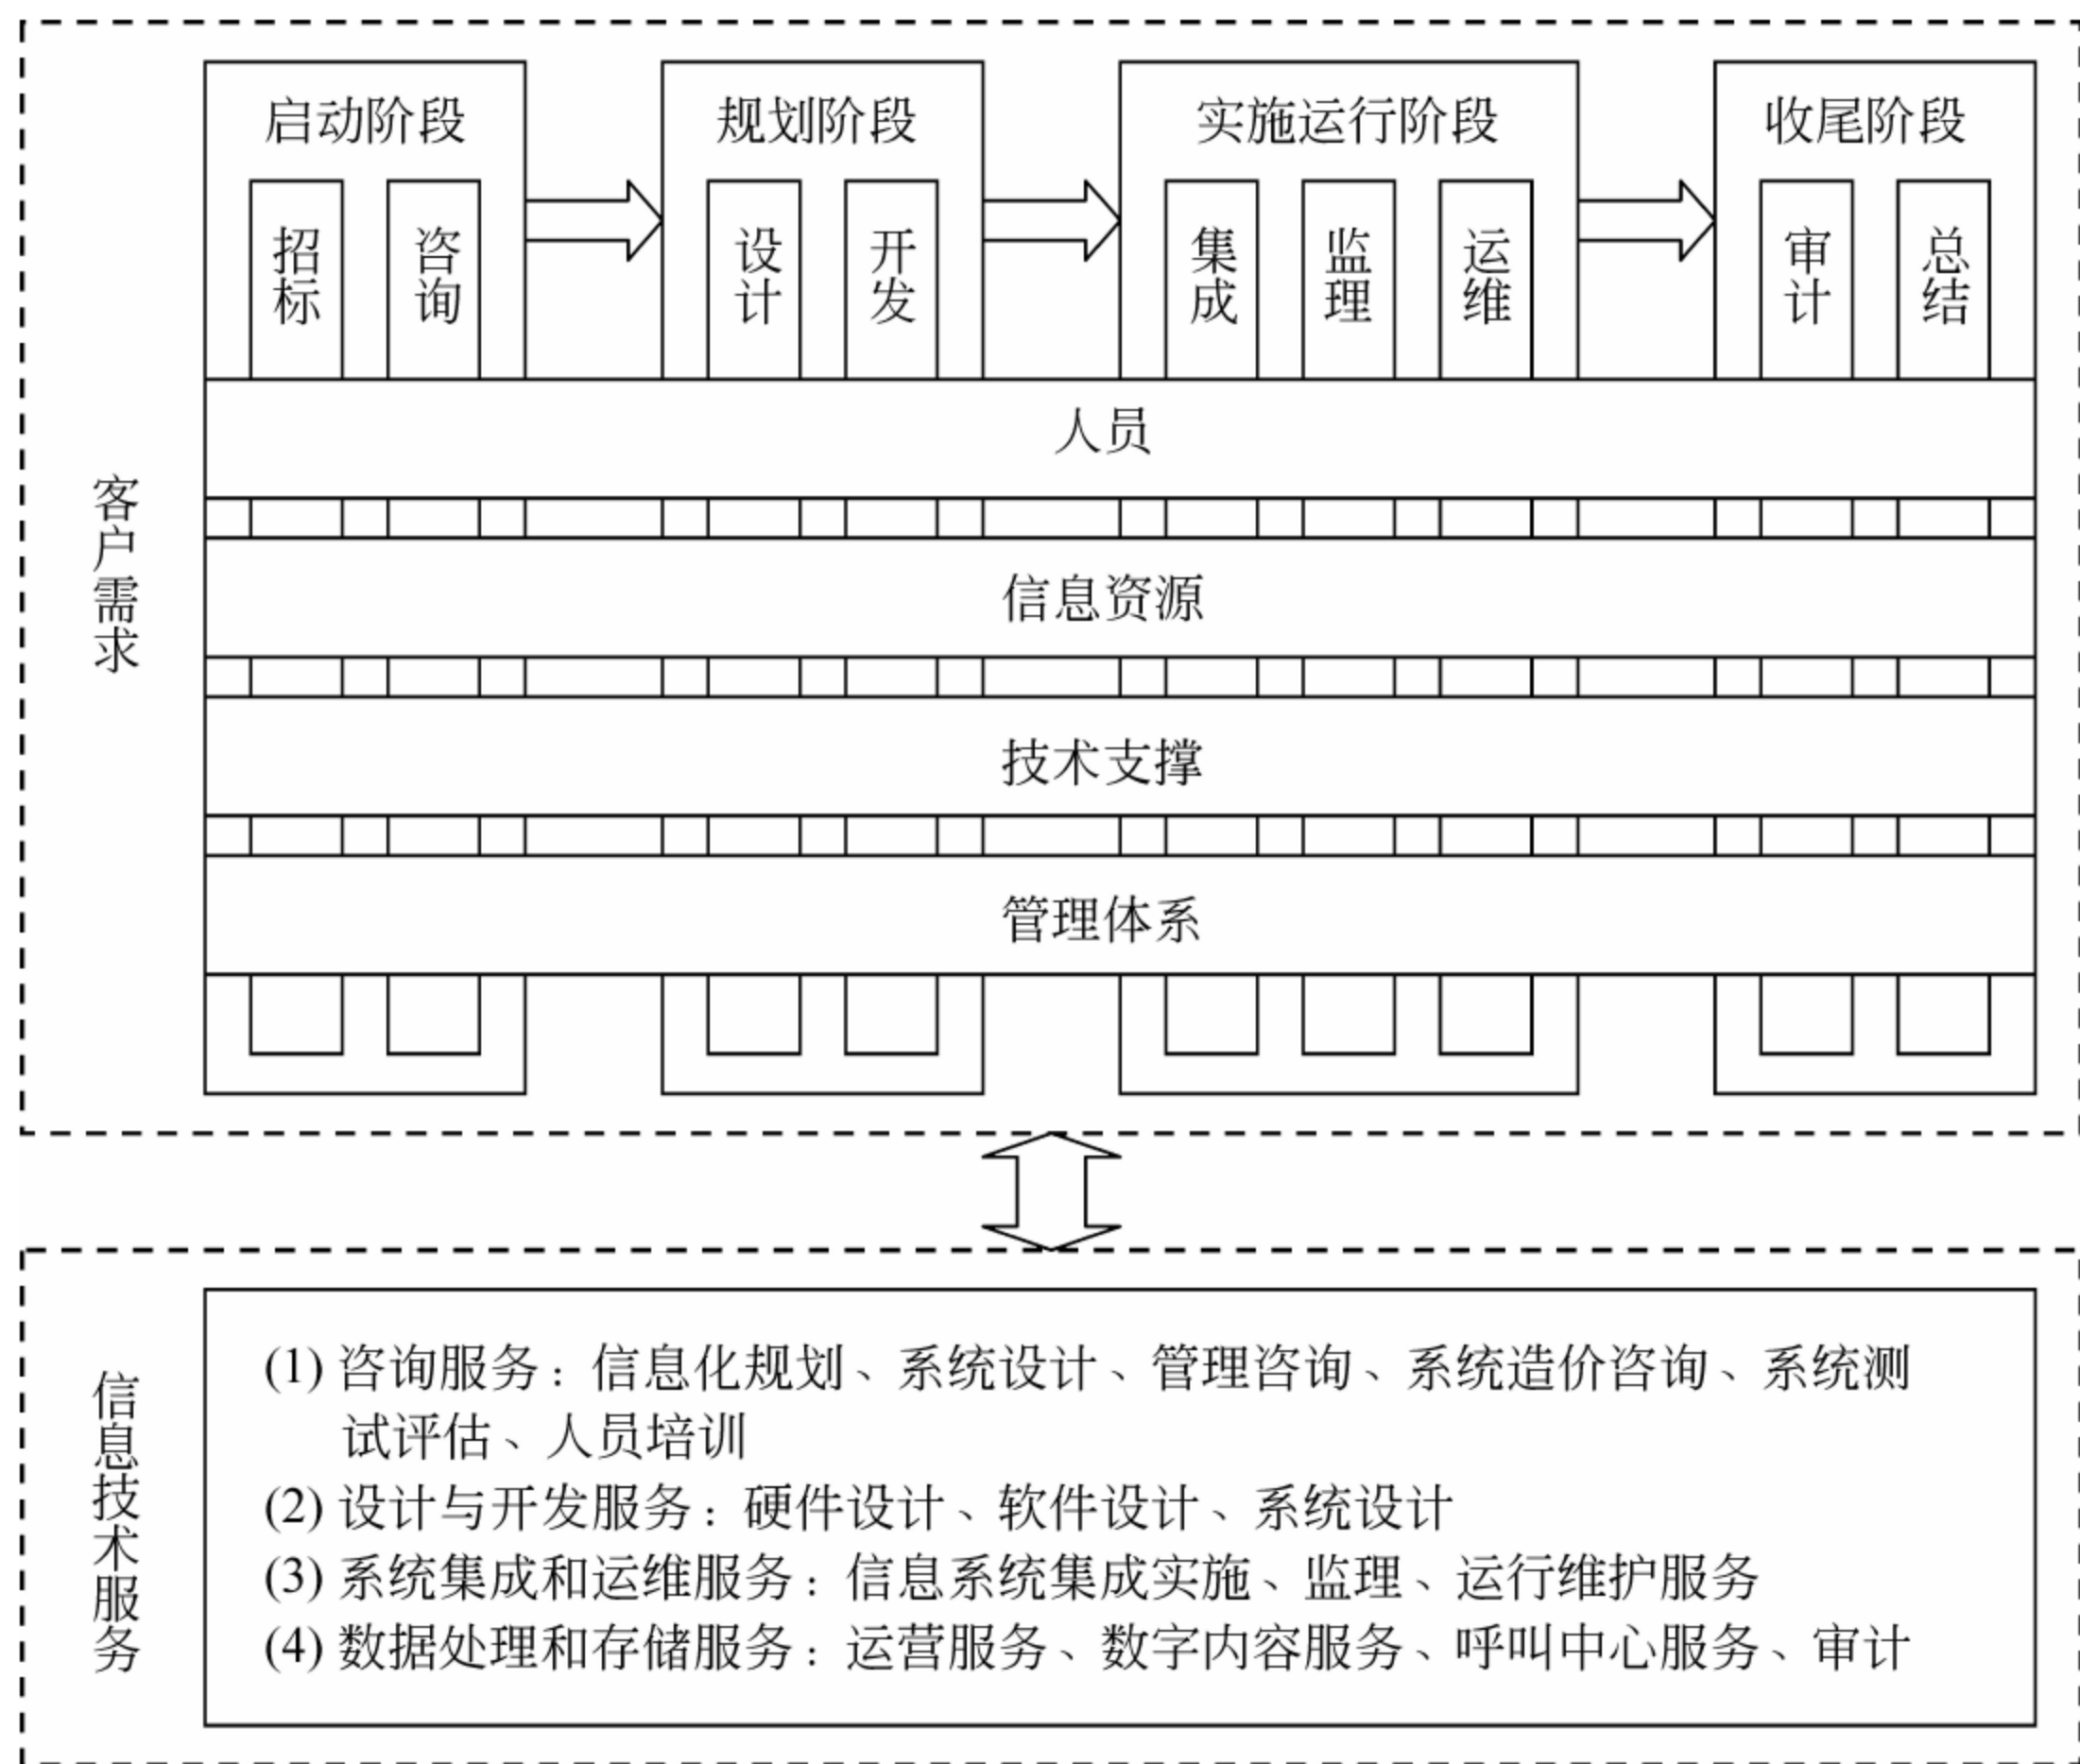 启动阶段
招标
咨询
规划阶段
设计
开发
实施运行阶段
集成
监理
运维
收尾阶段
审计
总结
客户需求
人员
信息资源
技术支撑
管理体系
信息技术服务
(1) 咨询服务：信息化规划、系统设计、管理咨询、系统造价咨询、系统测
试评估、人员培训
(2) 设计与开发服务：硬件设计、软件设计、系统设计
(3) 系统集成和运维服务：信息系统集成实施、监理、运行维护服务
(4) 数据处理和存储服务：运营服务、数字内容服务、呼叫中心服务、审计